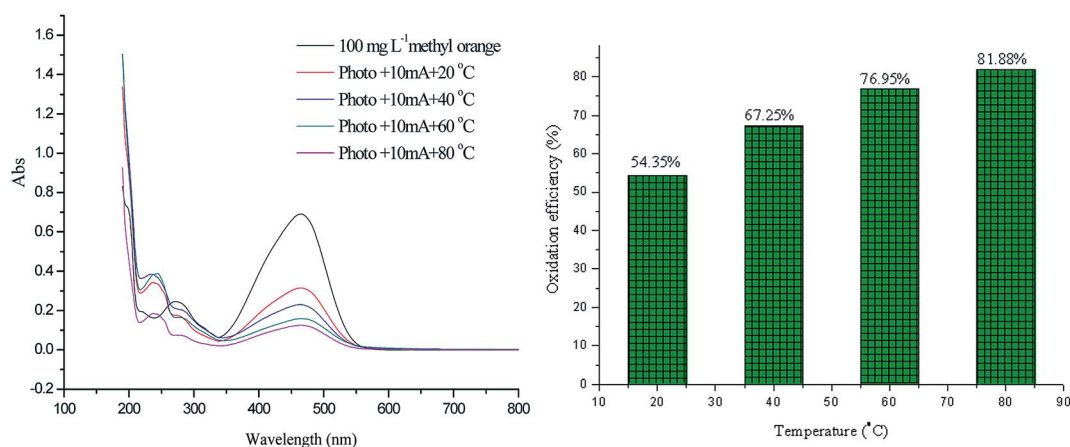 1.6
1.4
1.2
1.0
0.8
0.6
0.4
0.2
0.0
-0.2
Abs
100 mg L⁻¹ methyl orange
Photo +10mA+20 °C
Photo +10mA+40 °C
Photo +10mA+60 °C
Photo +10mA+80 °C
100 200 300 400 500 600 700 800
Wavelength (nm)
80
70
60
50
40
30
20
10
0
Oxidation efficiency (%)
54.35%
67.25%
76.95%
81.88%
10 20 30 40 50 60 70 80 90
Temperature (°C)